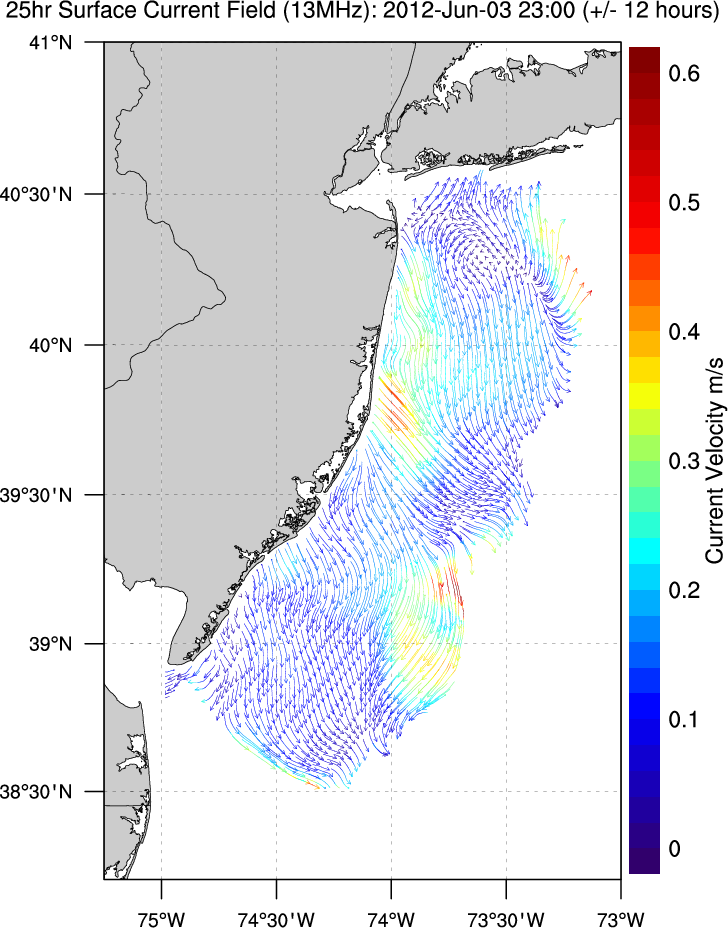 25hr Surface Current Field (13MHz): 2012-Jun-03 23:00 (+/- 12 hours)
41°N
40°30'N
40°N
39°30'N
39°N
38°30'N
75°W
74°30'W
74°W
73°30'W
73°W
0.6
0.5
0.4
0.3
0.2
0.1
0
Current Velocity m/s